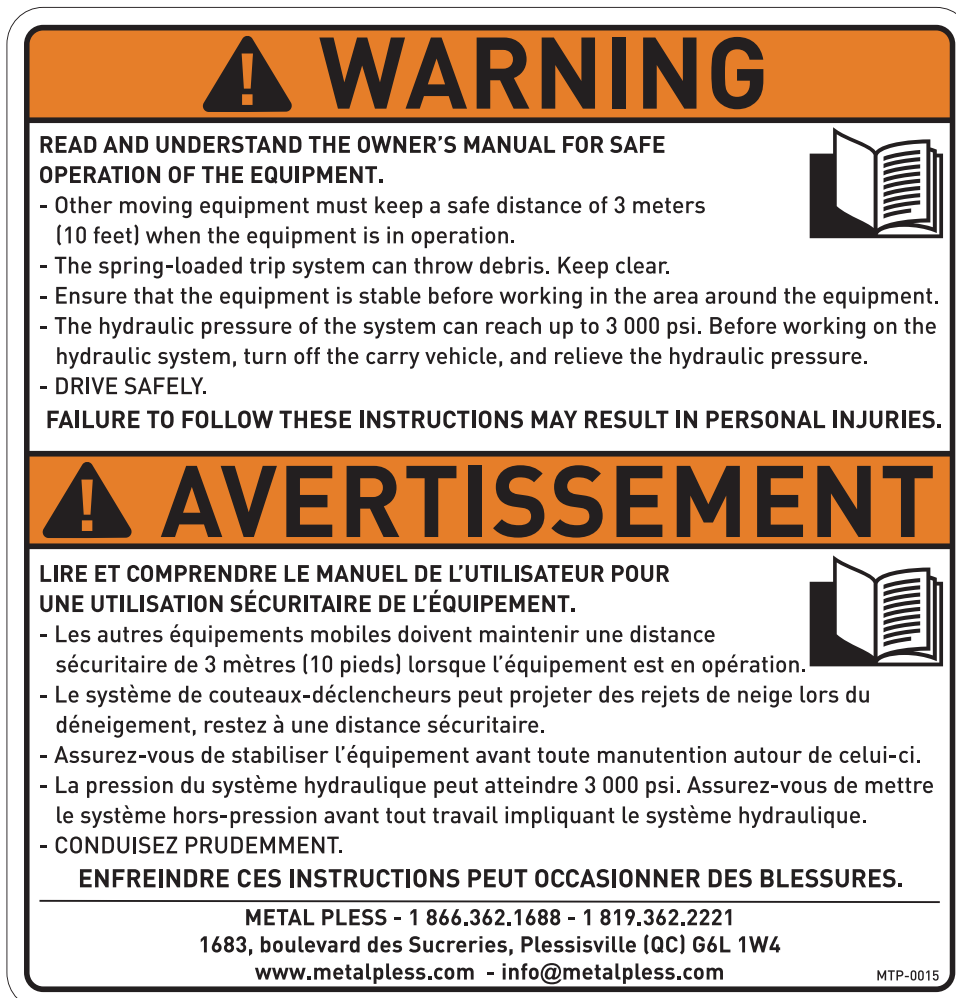 WARNING
READ AND UNDERSTAND THE OWNER'S MANUAL FOR SAFE
OPERATION OF THE EQUIPMENT.
- Other moving equipment must keep a safe distance of 3 meters
(10 feet) when the equipment is in operation.
- The spring-loaded trip system can throw debris. Keep clear.
- Ensure that the equipment is stable before working in the area around the equipment.
- The hydraulic pressure of the system can reach up to 3 000 psi. Before working on the
hydraulic system, turn off the carry vehicle, and relieve the hydraulic pressure.
- DRIVE SAFELY.
FAILURE TO FOLLOW THESE INSTRUCTIONS MAY RESULT IN PERSONAL INJURIES.
AVERTISSEMENT
LIRE ET COMPRENDRE LE MANUEL DE L'UTILISATEUR POUR
UNE UTILISATION SÉCURITAIRE DE L'ÉQUIPEMENT.
- Les autres équipements mobiles doivent maintenir une distance
sécuritaire de 3 mètres (10 pieds) lorsque l'équipement est en opération.
- Le système de couteaux-déclencheurs peut projeter des rejets de neige lors du
déneigement, restez à une distance sécuritaire.
- Assurez-vous de stabiliser l'équipement avant toute manutention autour de celui-ci.
- La pression du système hydraulique peut atteindre 3 000 psi. Assurez-vous de mettre
le système hors-pression avant tout travail impliquant le système hydraulique.
- CONDUISEZ PRUDEMMENT.
ENFREINDRE CES INSTRUCTIONS PEUT OCCASIONNER DES BLESSURES.
METAL PLESS - 1 866.362.1688 - 1 819.362.2221
1683, boulevard des Sucreries, Plessisville (QC) G6L 1W4
www.metalpless.com - info@metalpless.com
MTP-0015